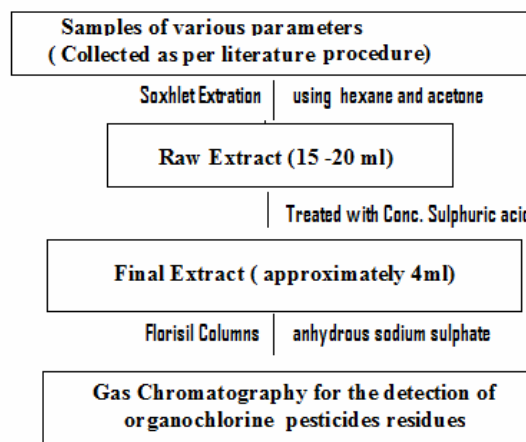 Samples of various parameters
( Collected as per literature procedure)
Soxhlet Extration using hexane and acetone
Raw Extract (15 -20 ml)
Treated with Conc. Sulphuric acid
Final Extract ( approximately 4ml)
Florisil Columns anhydrous sodium sulphate
Gas Chromatography for the detection of
organochlorine pesticides residues